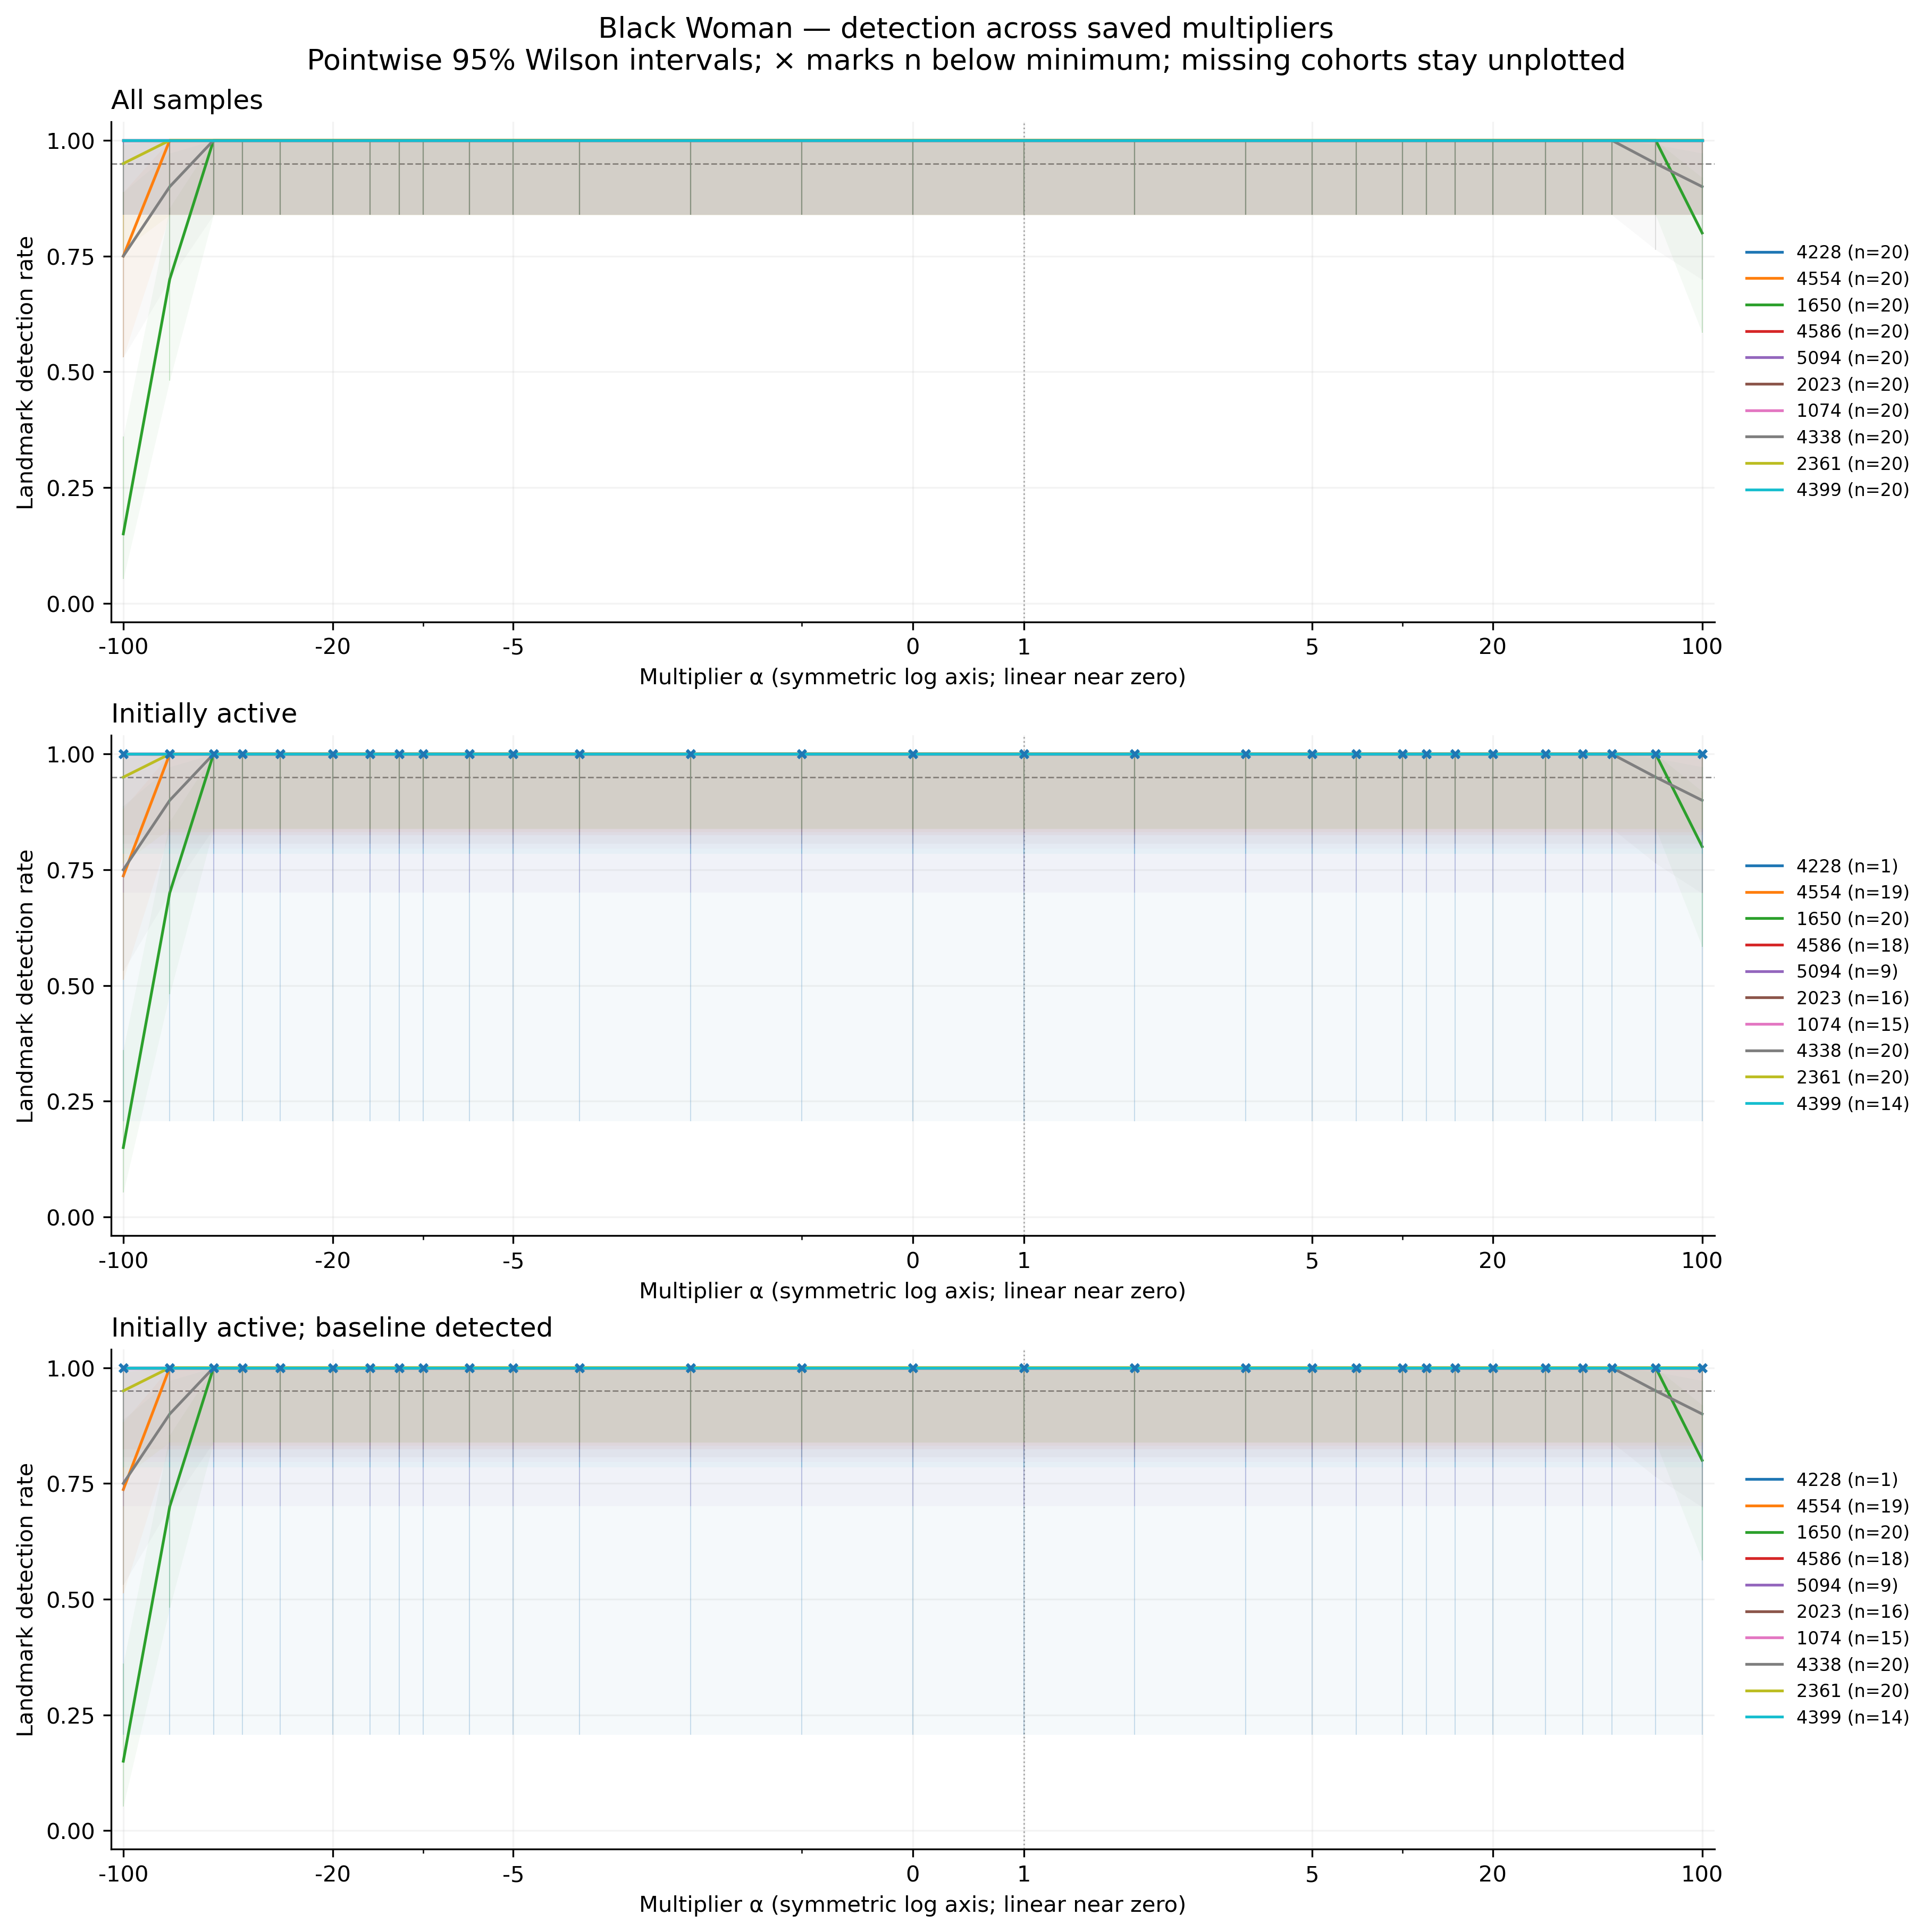 Black Woman — detection across saved multipliers
Pointwise 95% Wilson intervals; × marks n below minimum; missing cohorts stay unplotted
All samples
Landmark detection rate
1.00
0.75
0.50
0.25
0.00
-100 -20 -5 0 1 5 20 100
Multiplier α (symmetric log axis; linear near zero)
4228 (n=20)
4554 (n=20)
1650 (n=20)
4586 (n=20)
5094 (n=20)
2023 (n=20)
1074 (n=20)
4338 (n=20)
2361 (n=20)
4399 (n=20)
Initially active
Landmark detection rate
1.00
0.75
0.50
0.25
0.00
-100 -20 -5 0 1 5 20 100
Multiplier α (symmetric log axis; linear near zero)
4228 (n=1)
4554 (n=19)
1650 (n=20)
4586 (n=18)
5094 (n=9)
2023 (n=16)
1074 (n=15)
4338 (n=20)
2361 (n=20)
4399 (n=14)
Initially active; baseline detected
Landmark detection rate
1.00
0.75
0.50
0.25
0.00
-100 -20 -5 0 1 5 20 100
Multiplier α (symmetric log axis; linear near zero)
4228 (n=1)
4554 (n=19)
1650 (n=20)
4586 (n=18)
5094 (n=9)
2023 (n=16)
1074 (n=15)
4338 (n=20)
2361 (n=20)
4399 (n=14)